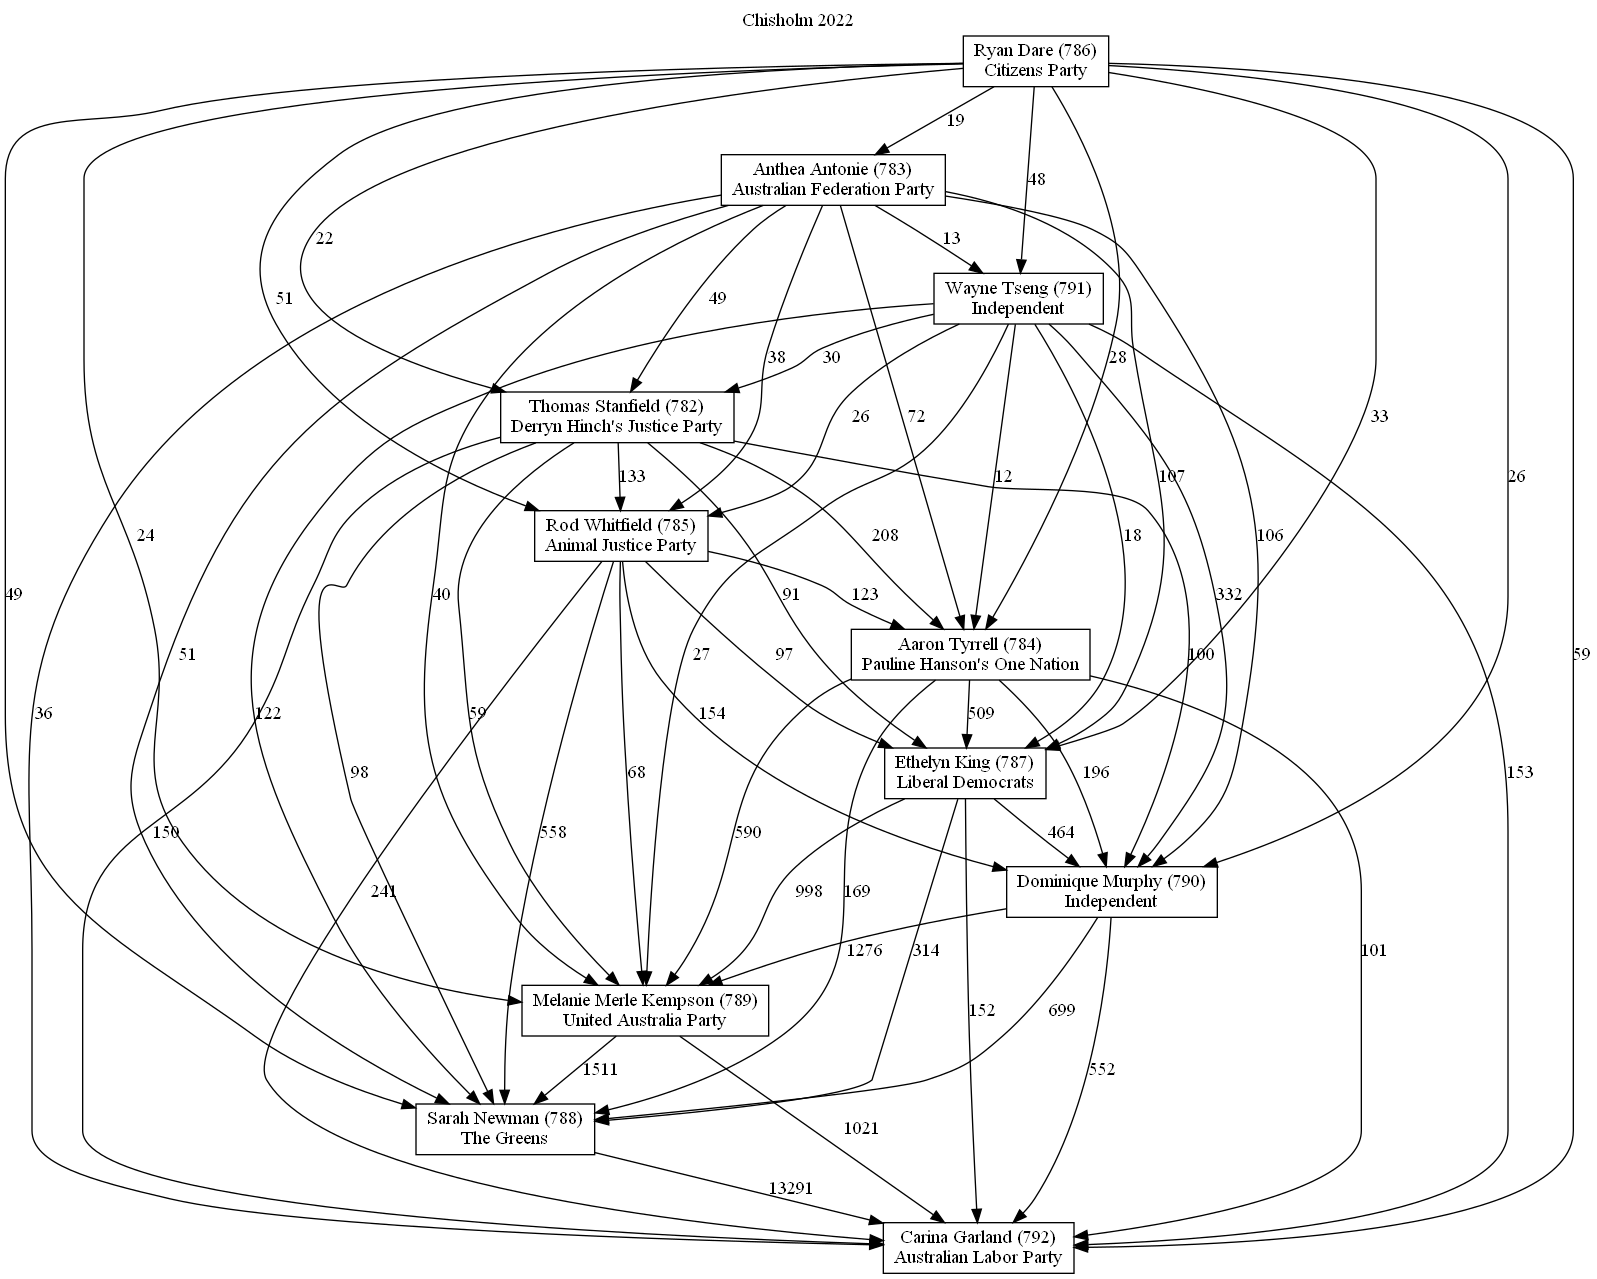 Chisholm 2022
Ryan Dare (786)
Citizens Party
19
Anthea Antonie (783)
Australian Federation Party
48
22
13
51
Wayne Tseng (791)
Independent
49
38
30
28
Thomas Stanfield (782)
Derryn Hinch's Justice Party
26
72
33
133
12
107
26
Rod Whitfield (785)
Animal Justice Party
24
208
18
106
49
40
91
123
332
Aaron Tyrrell (784)
Pauline Hanson's One Nation
51
27
97
100
59
36
122
59
154
509
Ethelyn King (787)
Liberal Democrats
98
68
196
153
150
558
590
464
Dominique Murphy (790)
Independent
241
998
169
1276
314
101
Melanie Merle Kempson (789)
United Australia Party
152
699
1511
552
Sarah Newman (788)
The Greens
1021
13291
Carina Garland (792)
Australian Labor Party